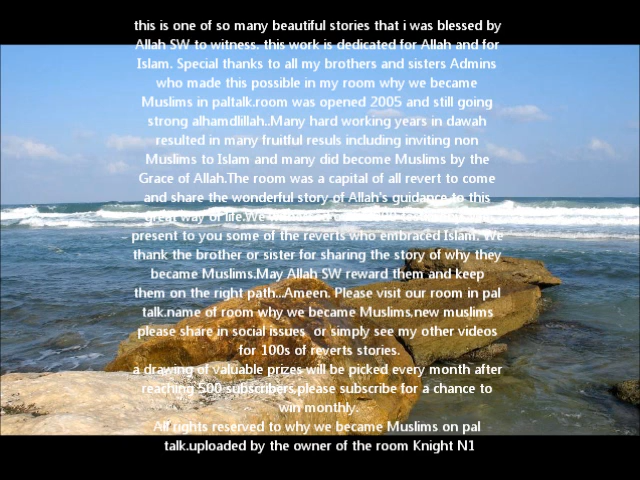 this is one of so many beautiful stories that i was blessed by
Allah SW to witness. this work is dedicated for Allah and for
Islam. Special thanks to all my brothers and sisters Admins
who made this possible in my room why we became
Muslims in paltalk.room was opened 2005 and still going
strong alhamdlillah..Many hard working years in dawah
resulted in many fruitful resuls including inviting non
Muslims to Islam and many did become Muslims by the
Grace of Allah.The room was a capital of all revert to come
and share the wonderful story of Allah's guidance to this
great way of life.We
present to you some of the reverts who embraced Islam. We
thank the brother or sister for sharing the story of why they
became Muslims.May Allah SW reward them and keep
them on the right path..Ameen. Please visit our room in pal
talk.name of room why we became Muslims.new muslims
please share in social issues  or simply see my other videos
for 100s of reverts stories.
a drawing of valuable prizes will be picked every month after
reaching 500 subscribers.please subscribe for a chance to
win monthly.
All rights reserved to why we became Muslims on pal
talk.uploaded by the owner of the room Knight N1